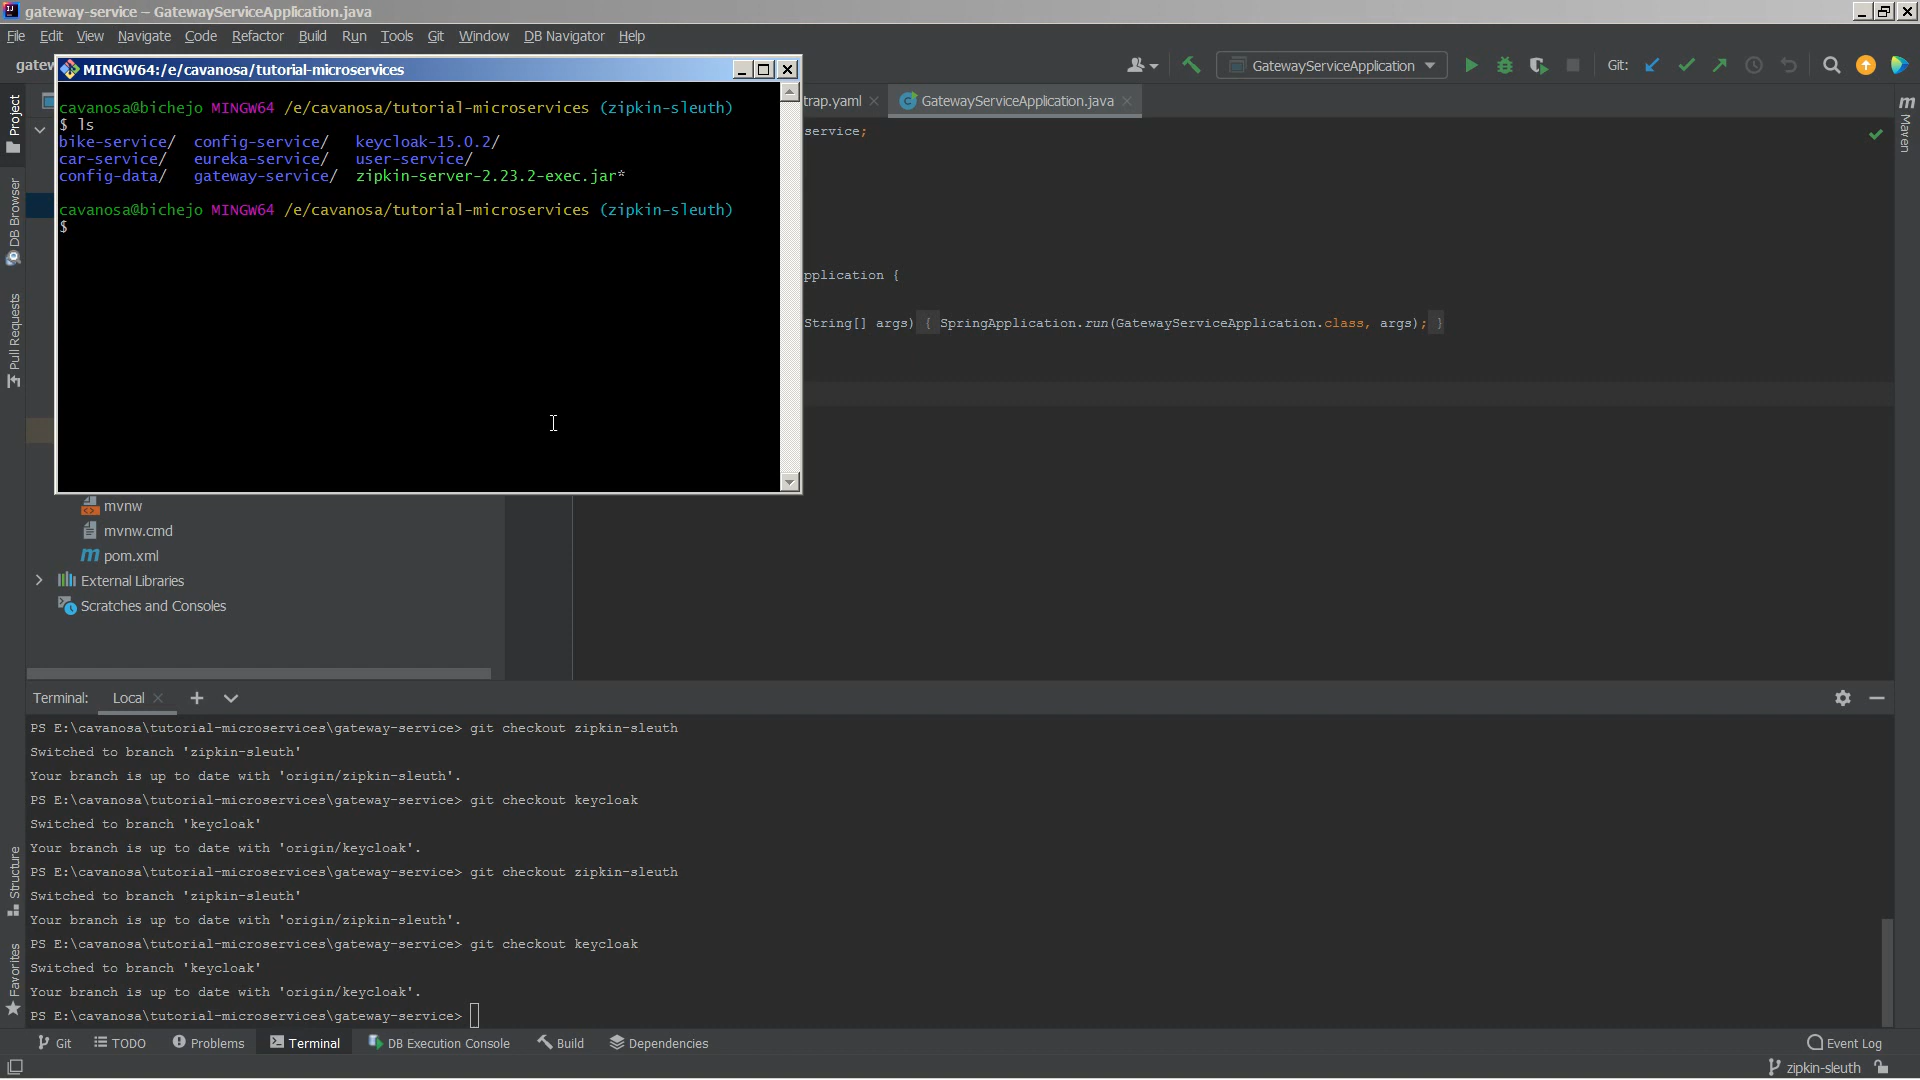 gateway-service – GatewayServiceApplication.java
File Edit View Navigate Code Refactor Build Run Tools Git Window DB Navigator Help
gatew
GatewayServiceApplication
Git:
MINGW64:/e/cavanosa/tutorial-microservices
cavanosa@bichejo MINGW64 /e/cavanosa/tutorial-microservices (zipkin-sleuth)
$ ls
bike-service/ config-service/ keycloak-15.0.2/
car-service/ eureka-service/ user-service/
config-data/ gateway-service/ zipkin-server-2.23.2-exec.jar*
cavanosa@bichejo MINGW64 /e/cavanosa/tutorial-microservices (zipkin-sleuth)
$
trap.yaml GatewayServiceApplication.java
service;
pplication {
String[] args) { SpringApplication.run(GatewayServiceApplication.class, args); }
Project
DB Browser
Pull Requests
Structure
Favorites
m Maven
mvnw
mvnw.cmd
m pom.xml
External Libraries
Scratches and Consoles
Terminal: Local
PS E:\cavanosa\tutorial-microservices\gateway-service> git checkout zipkin-sleuth
Switched to branch 'zipkin-sleuth'
Your branch is up to date with 'origin/zipkin-sleuth'.
PS E:\cavanosa\tutorial-microservices\gateway-service> git checkout keycloak
Switched to branch 'keycloak'
Your branch is up to date with 'origin/keycloak'.
PS E:\cavanosa\tutorial-microservices\gateway-service> git checkout zipkin-sleuth
Switched to branch 'zipkin-sleuth'
Your branch is up to date with 'origin/zipkin-sleuth'.
PS E:\cavanosa\tutorial-microservices\gateway-service> git checkout keycloak
Switched to branch 'keycloak'
Your branch is up to date with 'origin/keycloak'.
PS E:\cavanosa\tutorial-microservices\gateway-service>
Git TODO Problems Terminal DB Execution Console Build Dependencies Event Log
zipkin-sleuth